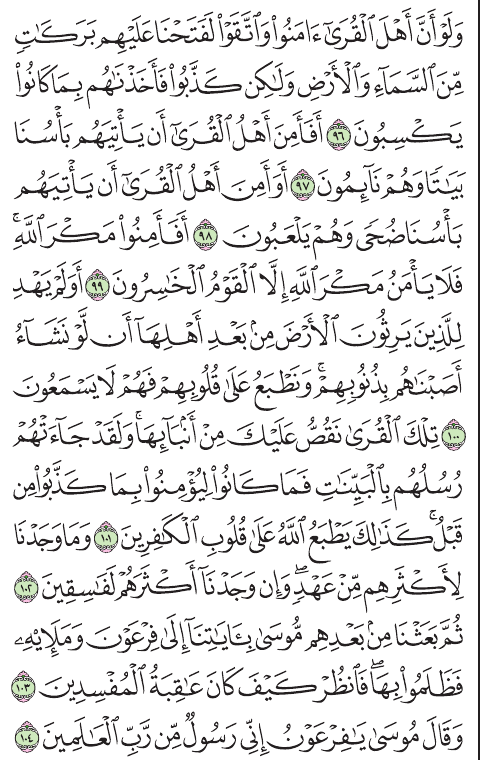 وَلَوْ أَنَّ أَهْلَ ٱلْقُرَىٰٓ ءَامَنُوا۟ وَٱتَّقَوْا۟ لَفَتَحْنَا عَلَيْهِم بَرَكَٰتٍ
مِّنَ ٱلسَّمَآءِ وَٱلْأَرْضِ وَلَٰكِن كَذَّبُوا۟ فَأَخَذْنَٰهُم بِمَا كَانُوا۟
يَكْسِبُونَ ٩٦ أَفَأَمِنَ أَهْلُ ٱلْقُرَىٰٓ أَن يَأْتِيَهُم بَأْسُنَا
بَيَٰتًا وَهُمْ نَآئِمُونَ ٩٧ أَوَأَمِنَ أَهْلُ ٱلْقُرَىٰٓ أَن يَأْتِيَهُم
بَأْسُنَا ضُحًى وَهُمْ يَلْعَبُونَ ٩٨ أَفَأَمِنُوا۟ مَكْرَ ٱللَّهِ ۚ
فَلَا يَأْمَنُ مَكْرَ ٱللَّهِ إِلَّا ٱلْقَوْمُ ٱلْخَٰسِرُونَ ٩٩ أَوَلَمْ يَهْدِ
لِلَّذِينَ يَرِثُونَ ٱلْأَرْضَ مِنۢ بَعْدِ أَهْلِهَآ أَن لَّوْ نَشَآءُ
أَصَبْنَٰهُم بِذُنُوبِهِمْ ۚ وَنَطْبَعُ عَلَىٰ قُلُوبِهِمْ فَهُمْ لَا يَسْمَعُونَ
١٠٠ تِلْكَ ٱلْقُرَىٰ نَقُصُّ عَلَيْكَ مِنْ أَنۢبَآئِهَا ۚ وَلَقَدْ جَآءَتْهُمْ
رُسُلُهُم بِٱلْبَيِّنَٰتِ فَمَا كَانُوا۟ لِيُؤْمِنُوا۟ بِمَا كَذَّبُوا۟ مِن
قَبْلُ ۚ كَذَٰلِكَ يَطْبَعُ ٱللَّهُ عَلَىٰ قُلُوبِ ٱلْكَٰفِرِينَ ١٠١ وَمَا وَجَدْنَا
لِأَكْثَرِهِم مِّنْ عَهْدٍ ۖ وَإِن وَجَدْنَآ أَكْثَرَهُمْ لَفَٰسِقِينَ ١٠٢
ثُمَّ بَعَثْنَا مِنۢ بَعْدِهِم مُّوسَىٰ بِـَٔايَٰتِنَآ إِلَىٰ فِرْعَوْنَ وَمَلَإِي۟هِۦ
فَظَلَمُوا۟ بِهَا ۖ فَٱنظُرْ كَيْفَ كَانَ عَٰقِبَةُ ٱلْمُفْسِدِينَ ١٠٣
وَقَالَ مُوسَىٰ يَٰفِرْعَوْنُ إِنِّى رَسُولٌ مِّن رَّبِّ ٱلْعَٰلَمِينَ ١٠٤